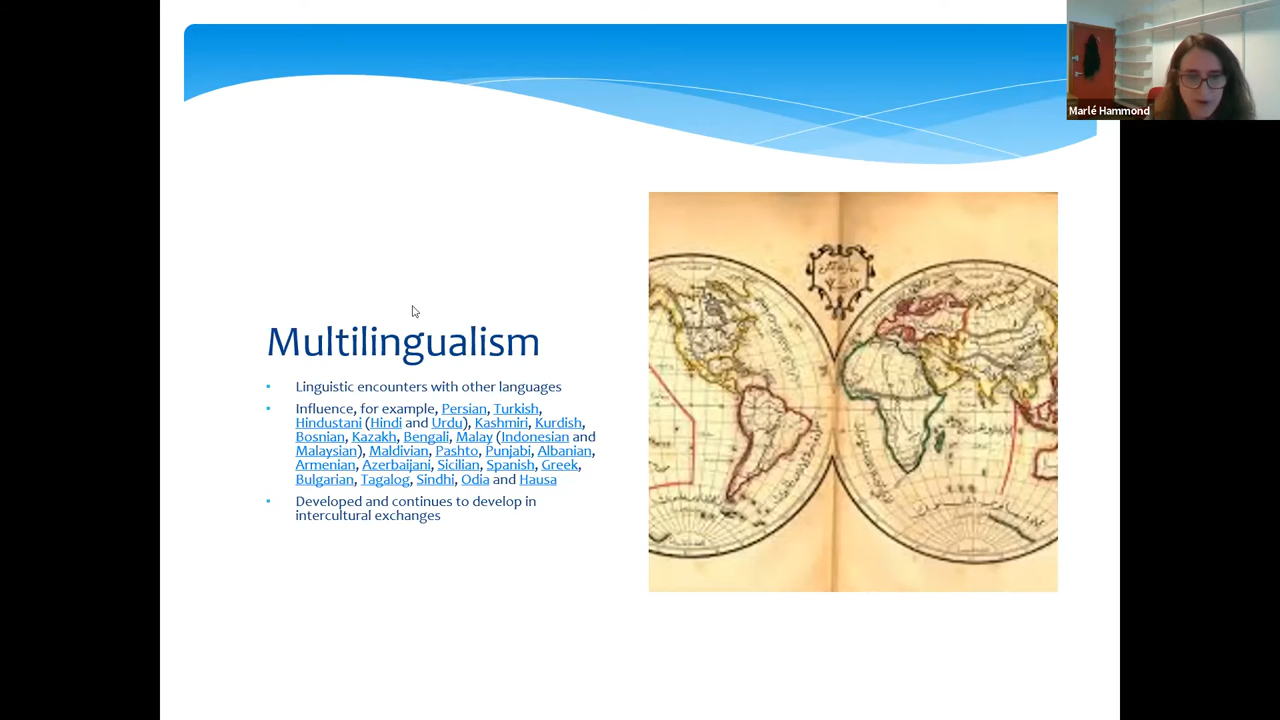 Marlé Hammond
Multilingualism
Linguistic encounters with other languages
Influence, for example, Persian, Turkish,
Hindustani (Hindi and Urdu), Kashmiri, Kurdish,
Bosnian, Kazakh, Bengali, Malay (Indonesian and
Malaysian), Maldivian, Pashto, Punjabi, Albanian,
Armenian, Azerbaijani, Sicilian, Spanish, Greek,
Bulgarian, Tagalog, Sindhi, Odia and Hausa
Developed and continues to develop in
intercultural exchanges